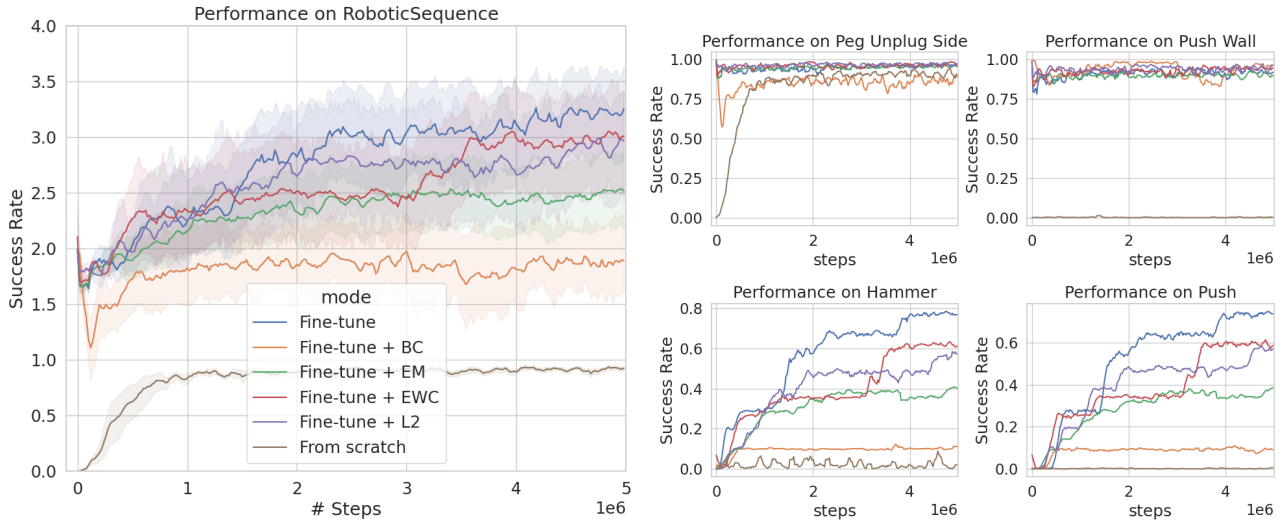 Performance on RoboticSequence
Success Rate
4.0
3.5
3.0
2.5
2.0
1.5
1.0
0.5
0.0
mode
Fine-tune
Fine-tune + BC
Fine-tune + EM
Fine-tune + EWC
Fine-tune + L2
From scratch
0 1 2 3 4 5
# Steps 1e6
Performance on Peg Unplug Side
Success Rate
1.00
0.75
0.50
0.25
0.00
0 2 4
steps 1e6
Performance on Push Wall
Success Rate
1.00
0.75
0.50
0.25
0.00
0 2 4
steps 1e6
Performance on Hammer
Success Rate
0.8
0.6
0.4
0.2
0.0
0 2 4
steps 1e6
Performance on Push
Success Rate
0.6
0.4
0.2
0.0
0 2 4
steps 1e6